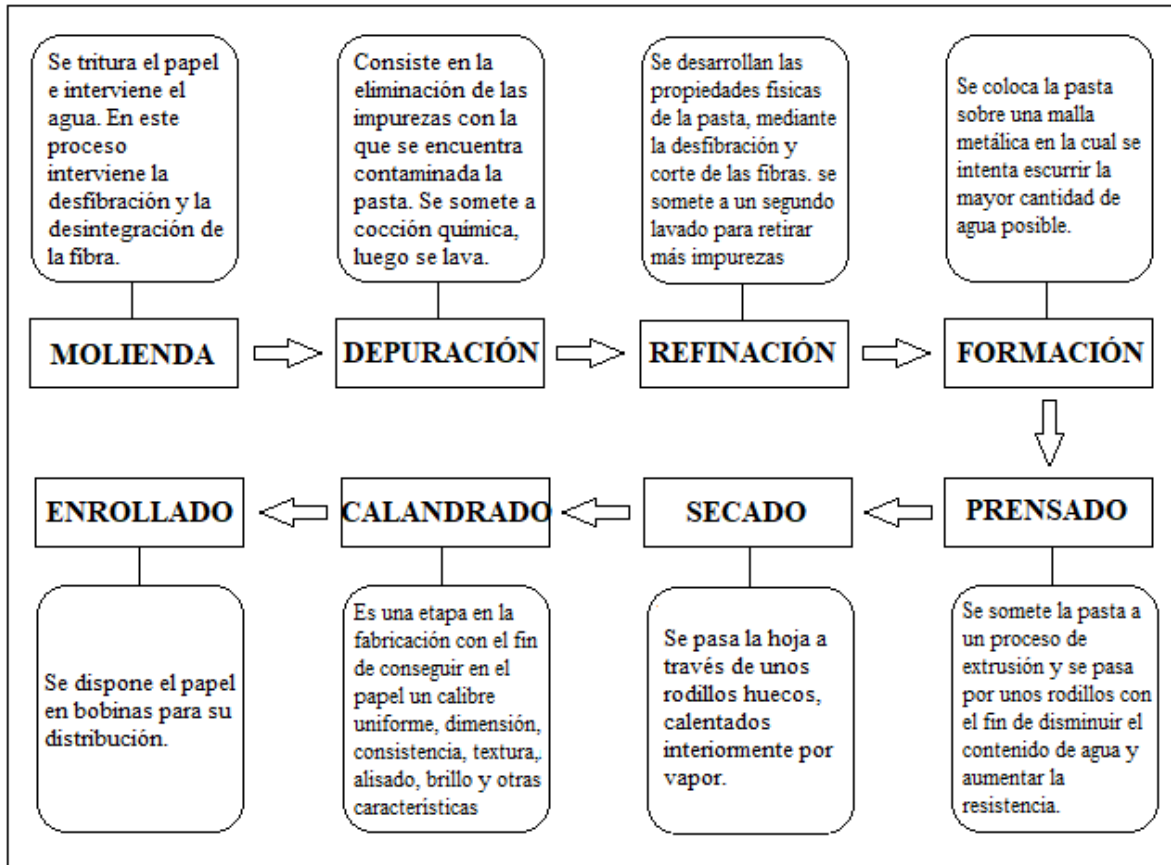 Se tritura el papel
e interviene el
agua. En este
proceso
interviene la
desfibración y la
desintegración de
la fibra.
Consiste en la
eliminación de las
impurezas con la
que se encuentra
contaminada la
pasta. Se somete a
cocción química,
luego se lava.
Se desarrollan las
propiedades fisicas
de la pasta, mediante
la desfibración y
corte de las fibras. se
somete a un segundo
lavado para retirar
más impurezas
Se coloca la pasta
sobre una malla
metálica en la cual se
intenta escurrir la
mayor cantidad de
agua posible.
MOLIENDA
DEPURACIÓN
REFINACIÓN
FORMACIÓN
ENROLLADO
CALANDRADO
SECADO
PRENSADO
Se dispone el papel
en bobinas para su
distribución.
Es una etapa en la
fabricación con el fin
de conseguir en el
papel un calibre
uniforme, dimensión,
consistencia, textura,
alisado, brillo y otras
características
Se pasa la hoja a
través de unos
rodillos huecos,
calentados
interiormente por
vapor.
Se somete la pasta a
un proceso de
extrusión y se pasa
por unos rodillos con
el fin de disminuir el
contenido de agua y
aumentar la
resistencia.